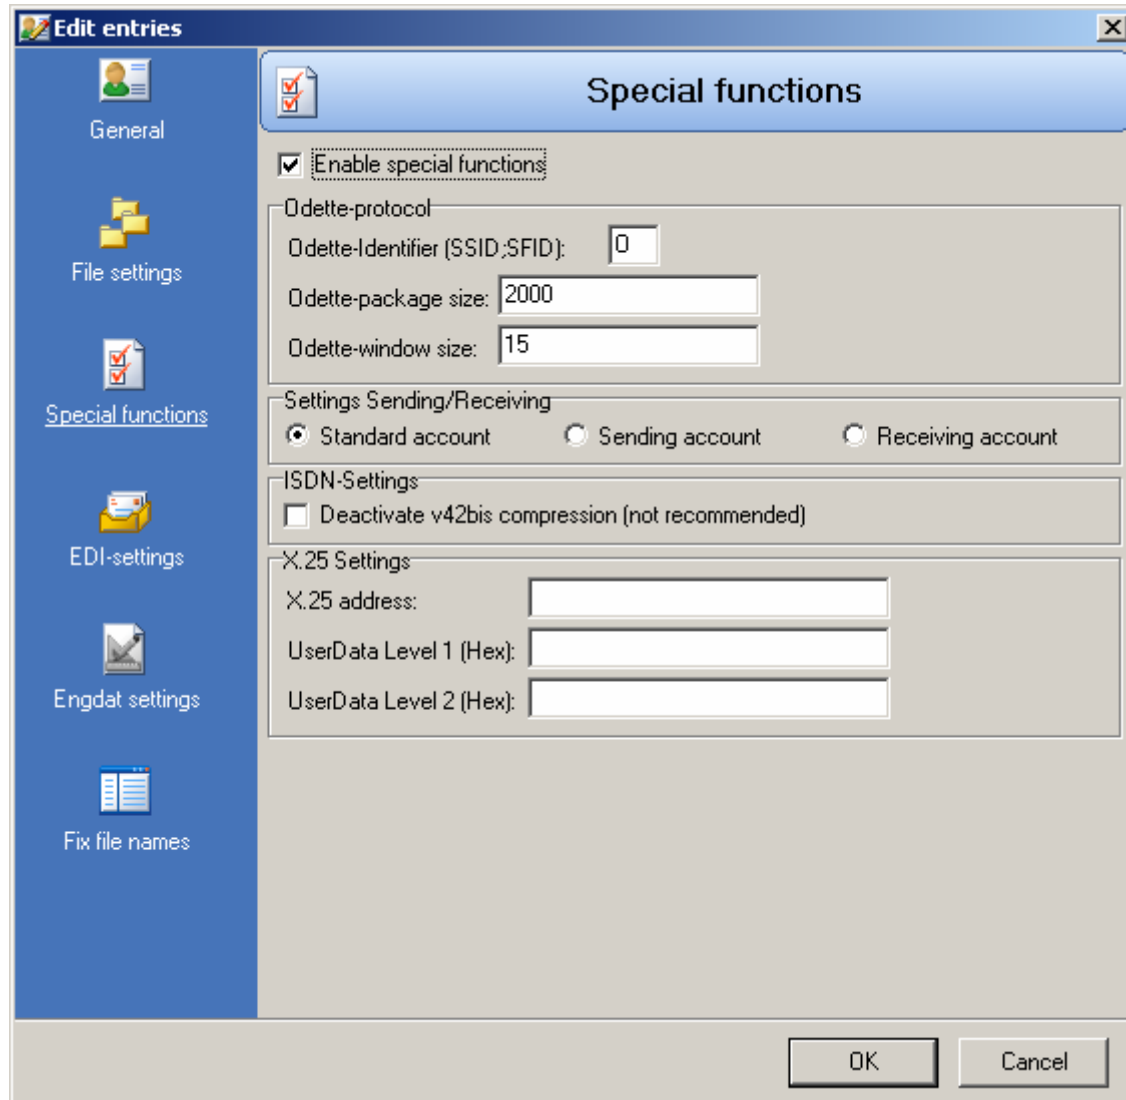 Edit entries
General
File settings
Special functions
EDI-settings
Engdat settings
Fix file names
Special functions
Enable special functions
Odette-protocol
Odette-Identifier (SSID;SFID): O
Odette-package size: 2000
Odette-window size: 15
Settings Sending/Receiving
Standard account Sending account Receiving account
ISDN-Settings
Deactivate v42bis compression (not recommended)
X.25 Settings
X.25 address:
UserData Level 1 (Hex):
UserData Level 2 (Hex):
OK Cancel